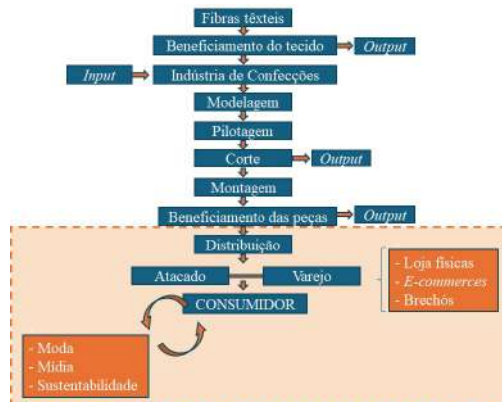 Fibras têxteis
Beneficiamento do tecido
Output
Input
Indústria de Confecções
Modelagem
Pilotagem
Corte
Output
Montagem
Beneficiamento das peças
Output
Distribuição
Atacado
Varejo
- Loja físicas
- E-commerces
- Brechós
CONSUMIDOR
- Moda
- Mídia
- Sustentabilidade